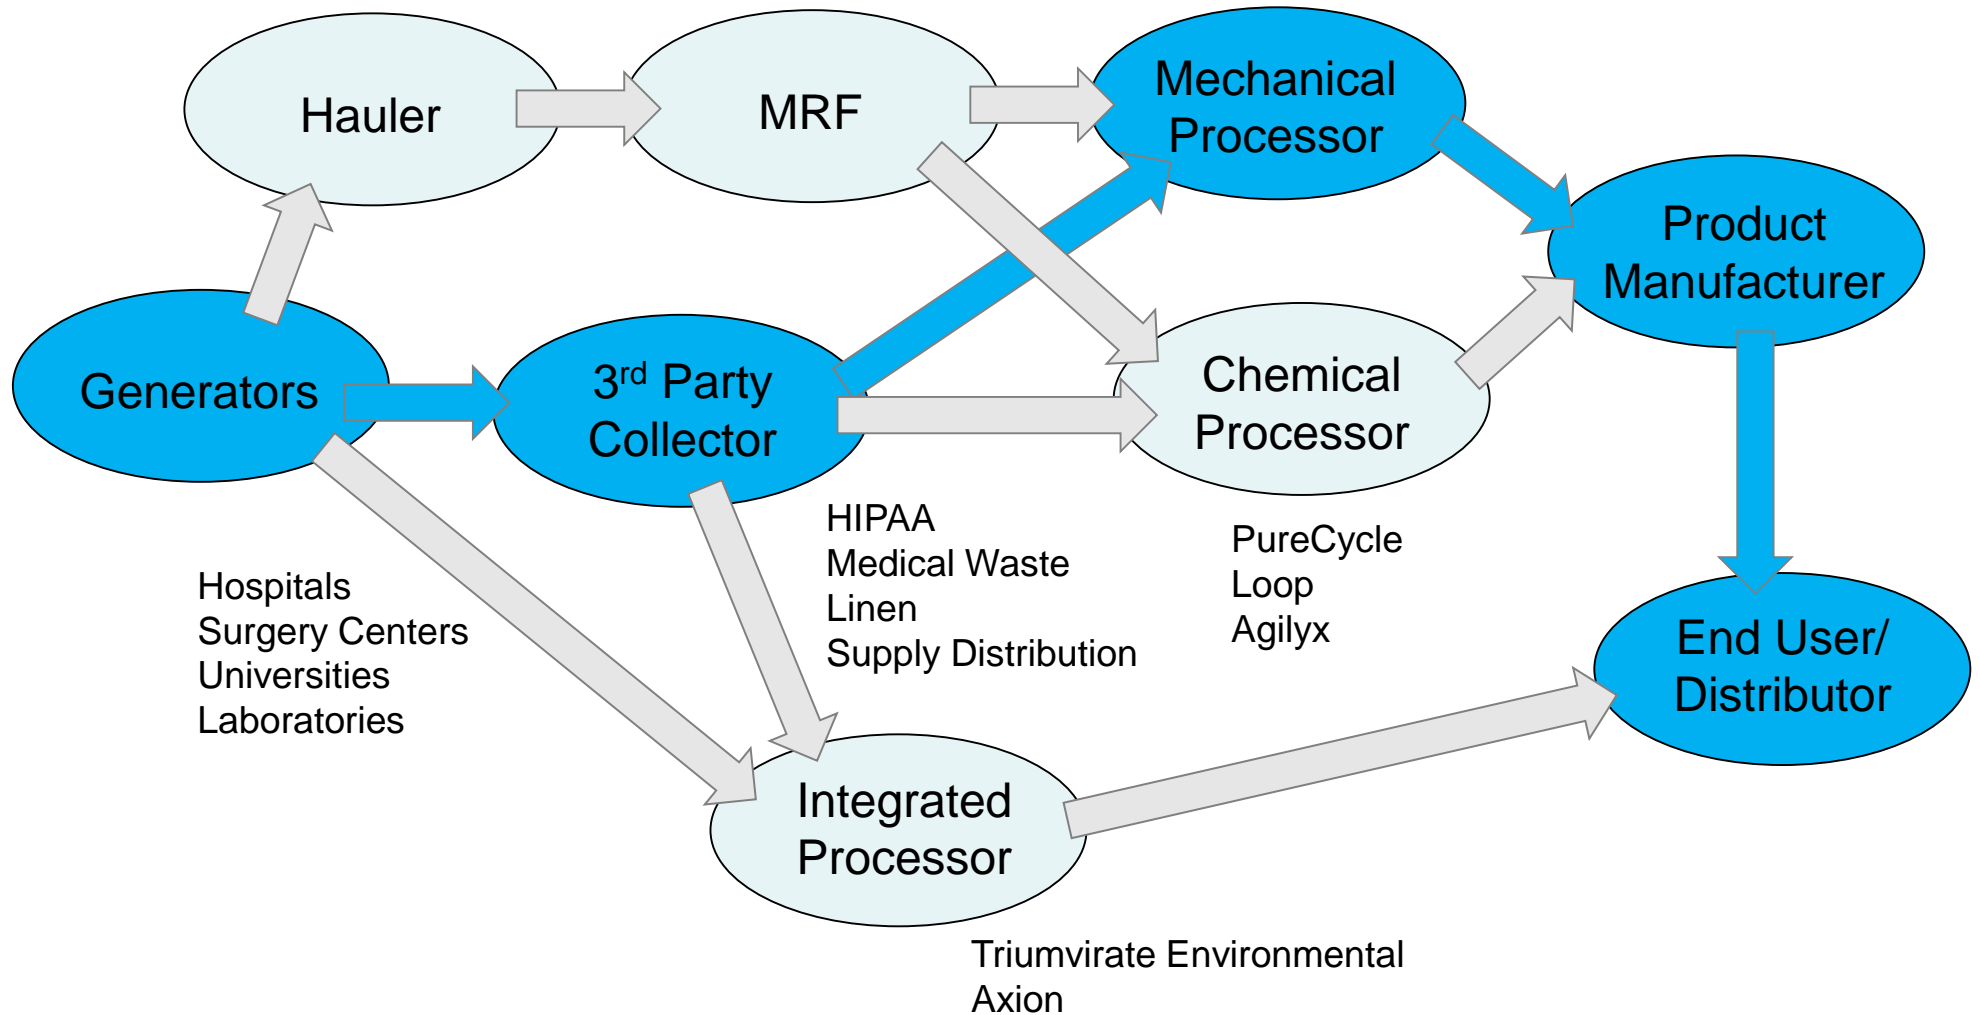 Hauler
MRF
Mechanical
Processor
Product
Manufacturer
Generators
3rd Party
Collector
Chemical
Processor
HIPAA
Medical Waste
Linen
Supply Distribution
PureCycle
Loop
Agilyx
Hospitals
Surgery Centers
Universities
Laboratories
End User/
Distributor
Integrated
Processor
Triumvirate Environmental
Axion